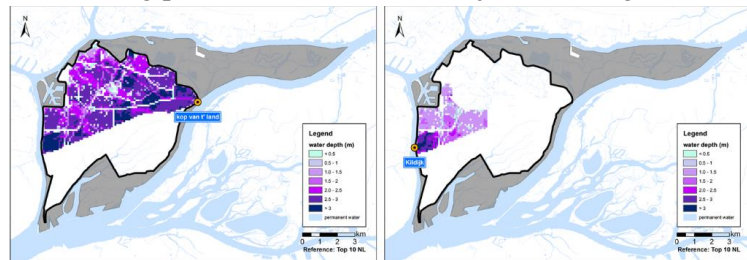 N
kop van t' land
Legend
water depth (m)
< 0.5
0.5 - 1
1.0 - 1.5
1.5 - 2
2.0 - 2.5
2.5 - 3
> 3
permanent water
0 1 2 3 km
Reference: Top 10 NL
N
Kildijk
Legend
water depth (m)
< 0.5
0.5 - 1
1.0 - 1.5
1.5 - 2
2.0 - 2.5
2.5 - 3
> 3
permanent water
0 1 2 3 km
Reference: Top 10 NL